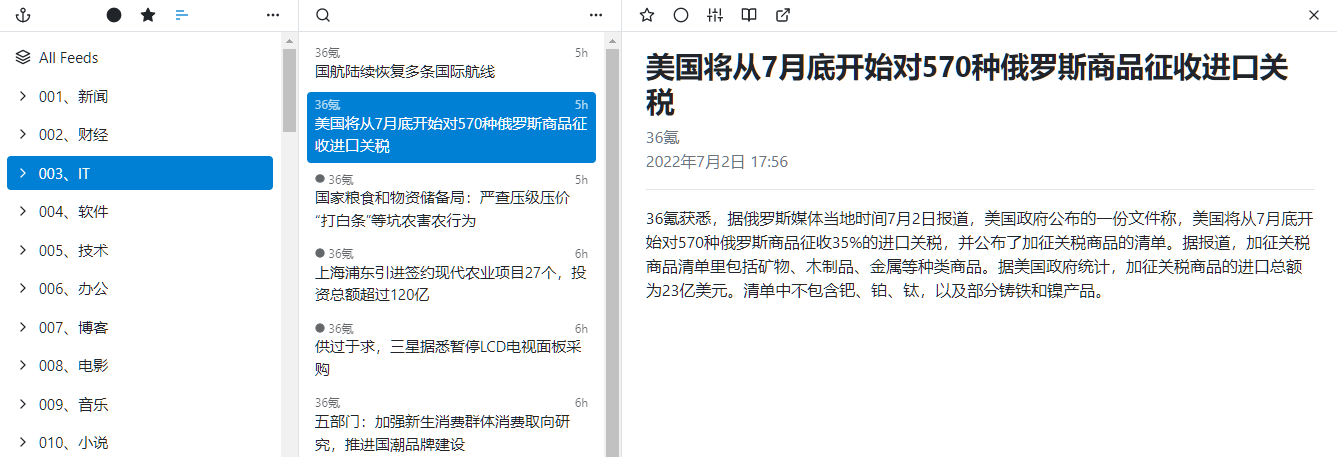 All Feeds
001、新闻
002、财经
003、IT
004、软件
005、技术
006、办公
007、博客
008、电影
009、音乐
010、小说
36氪 5h
国航陆续恢复多条国际航线
36氪 5h
美国将从7月底开始对570种俄罗斯商品征
收进口关税
36氪 5h
国家粮食和物资储备局：严查压级压价
“打白条”等坑农害农行为
36氪 6h
上海浦东引进签约现代农业项目27个，投
资总额超过120亿
36氪 6h
供过于求，三星据悉暂停LCD电视面板采
购
36氪 6h
五部门：加强新生消费群体消费取向研
究，推进国潮品牌建设
美国将从7月底开始对570种俄罗斯商品征收进口关
税
36氪
2022年7月2日 17:56
36氪获悉，据俄罗斯媒体当地时间7月2日报道，美国政府公布的一份文件称，美国将从7月底开
始对570种俄罗斯商品征收35%的进口关税，并公布了加征关税商品的清单。据报道，加征关税
商品清单里包括矿物、木制品、金属等种类商品。据美国政府统计，加征关税商品的进口总额
为23亿美元。清单中不包含钯、铂、钛，以及部分铸铁和镍产品。